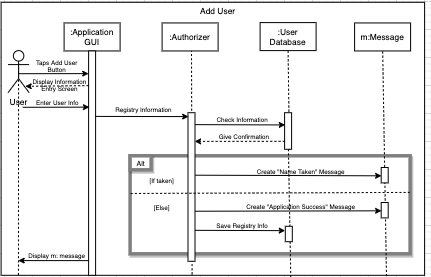 Add User
:Application
GUI
:Authorizer
:User
Database
m:Message
Taps Add User
Button
Display Information
Entry Screen
User
Enter User Info
Registry Information
Check Information
Give Confirmation
Alt
[If taken]
Create "Name Taken" Message
[Else]
Create "Application Success" Message
Save Registry Info
Display m: message